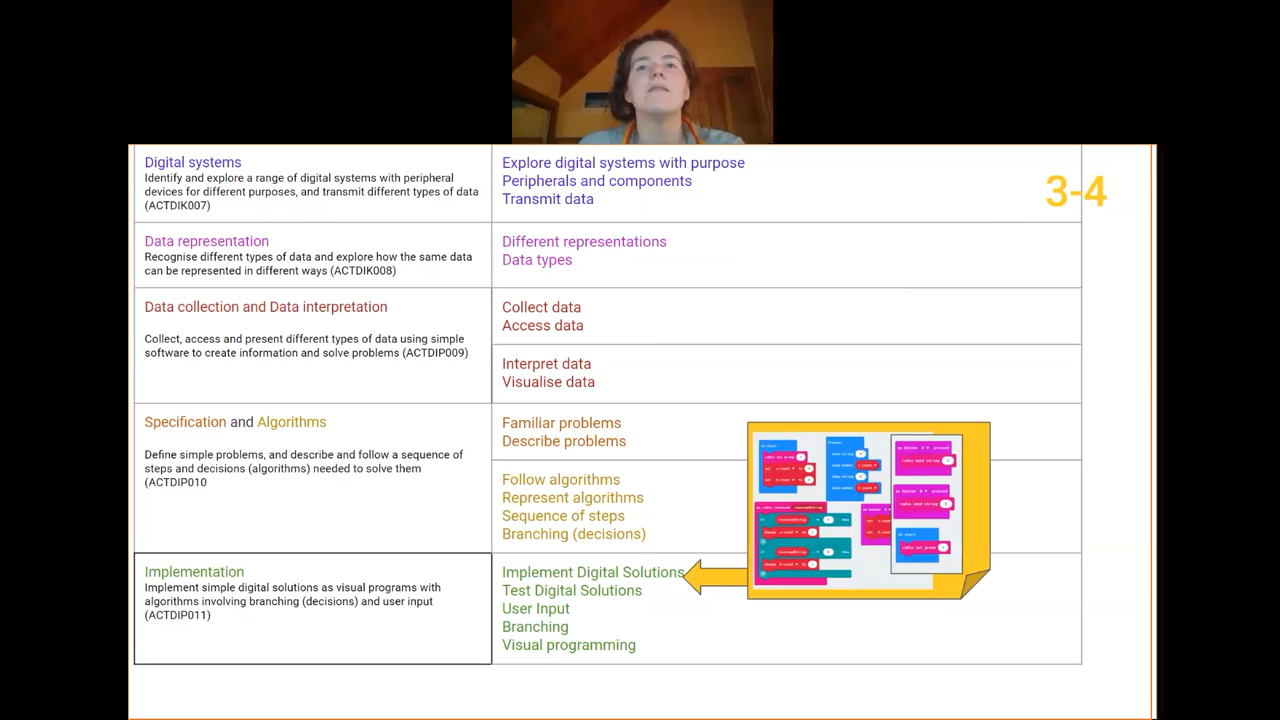 Digital systems
Identify and explore a range of digital systems with peripheral
devices for different purposes, and transmit different types of data
(ACTDIK007)
Explore digital systems with purpose
Peripherals and components
Transmit data
3-4
Data representation
Recognise different types of data and explore how the same data
can be represented in different ways (ACTDIK008)
Different representations
Data types
Data collection and Data interpretation
Collect, access and present different types of data using simple
software to create information and solve problems (ACTDIP009)
Collect data
Access data
Interpret data
Visualise data
Specification and Algorithms
Define simple problems, and describe and follow a sequence of
steps and decisions (algorithms) needed to solve them
(ACTDIP010
Familiar problems
Describe problems
Follow algorithms
Represent algorithms
Sequence of steps
Branching (decisions)
Implementation
Implement simple digital solutions as visual programs with
algorithms involving branching (decisions) and user input
(ACTDIP011)
Implement Digital Solutions
Test Digital Solutions
User Input
Branching
Visual programming